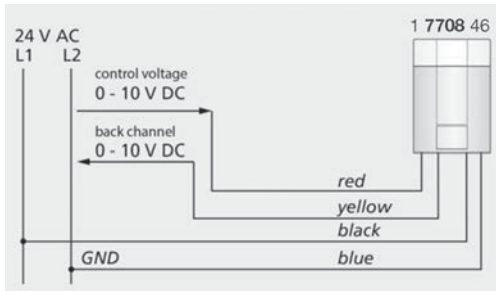 24 V AC
L1 L2
1 7708 46
control voltage
0 - 10 V DC
back channel
0 - 10 V DC
red
yellow
black
GND blue